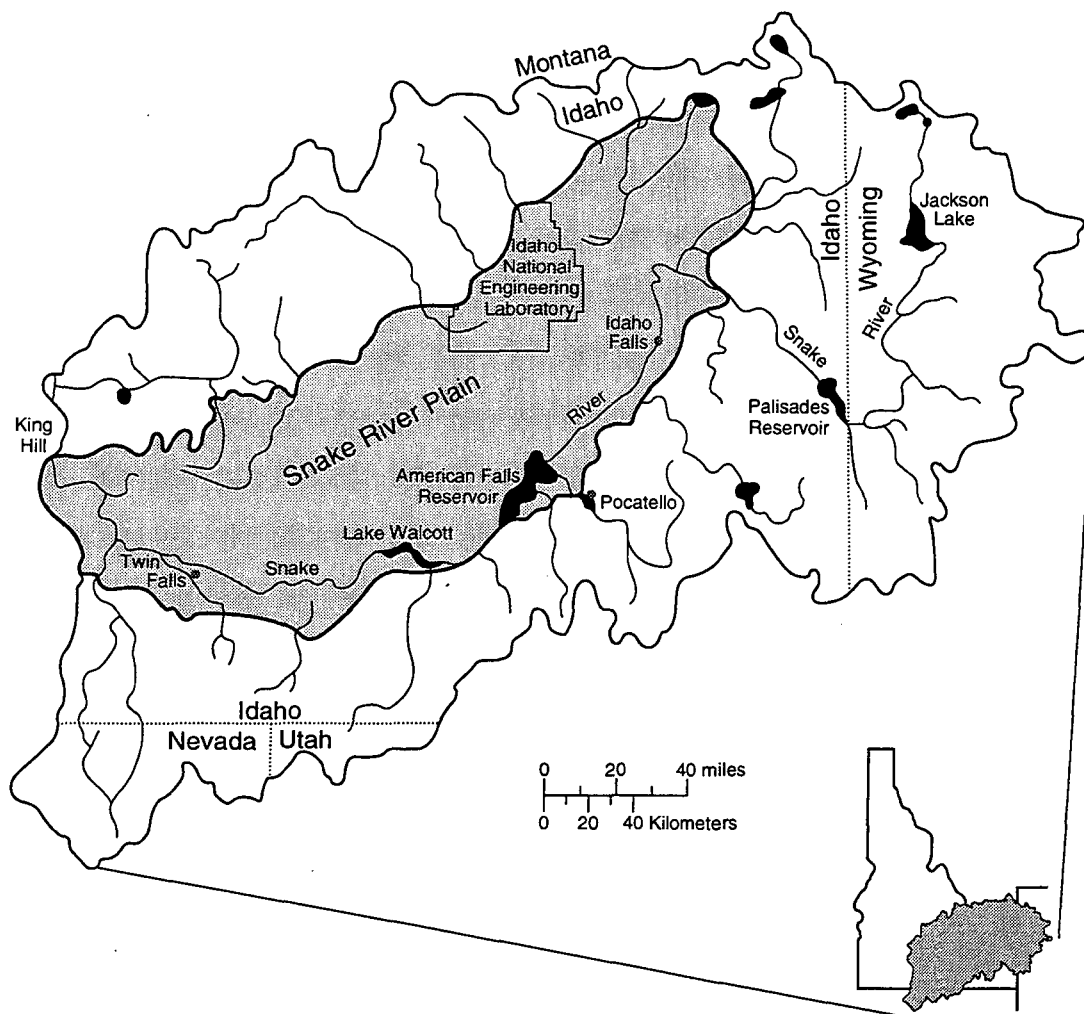 Montana
Idaho
Idaho
Wyoming
Jackson
Lake
River
Idaho
National
Engineering
Laboratory
Idaho
Falls
Snake
Palisades
Reservoir
King
Hill
Snake River Plain
River
American Falls
Reservoir
Pocatello
Lake Walcott
Twin
Falls
Snake
Idaho
Nevada
Utah
0 20 40 miles
0 20 40 Kilometers